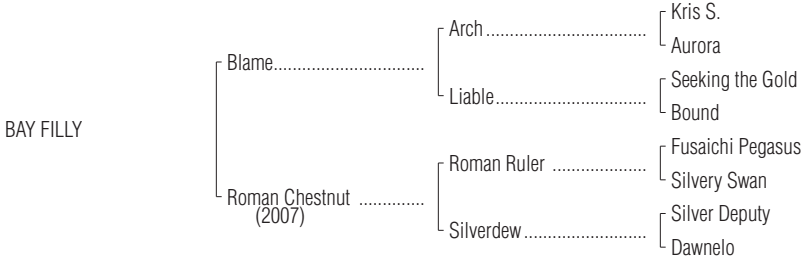 Kris S.
Arch ................................
Aurora
Blame..............................
Seeking the Gold
Liable..............................
Bound
BAY FILLY
Fusaichi Pegasus
Roman Ruler ...................
Silvery Swan
Roman Chestnut .............
(2007)
Silver Deputy
Silverdew ........................
Dawnelo